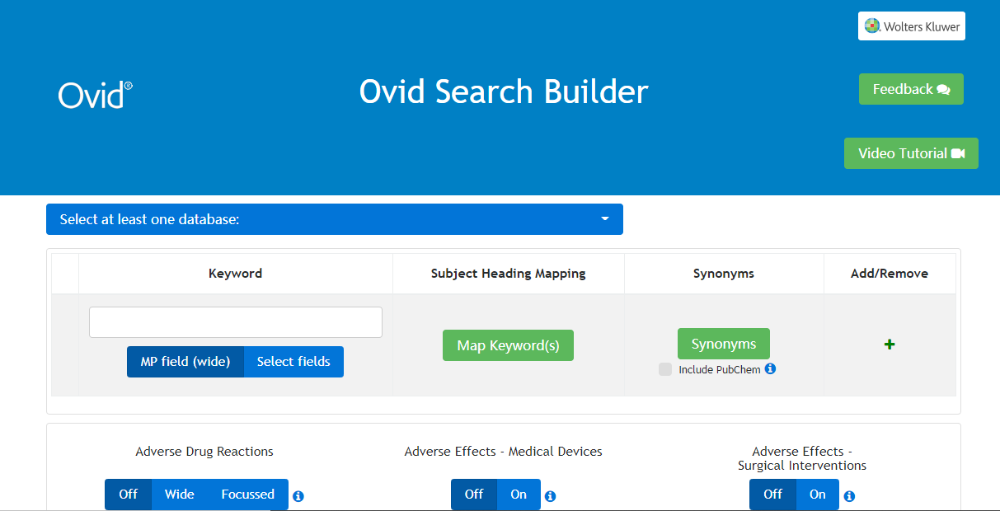 Wolters Kluwer
Ovid®
Ovid Search Builder
Feedback
Video Tutorial
Select at least one database:
Keyword Subject Heading Mapping Synonyms Add/Remove
MP field (wide) Select fields
Map Keyword(s)
Synonyms
Include PubChem
Adverse Drug Reactions
Off Wide Focussed
Adverse Effects - Medical Devices
Off On
Adverse Effects -
Surgical Interventions
Off On